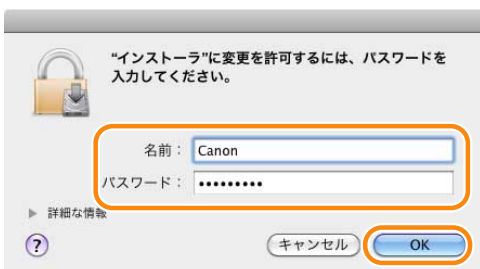 “インストーラ”に変更を許可するには、パスワードを
入力してください。
名前： Canon
パスワード： •••••••••
▶ 詳細な情報
? キャンセル OK